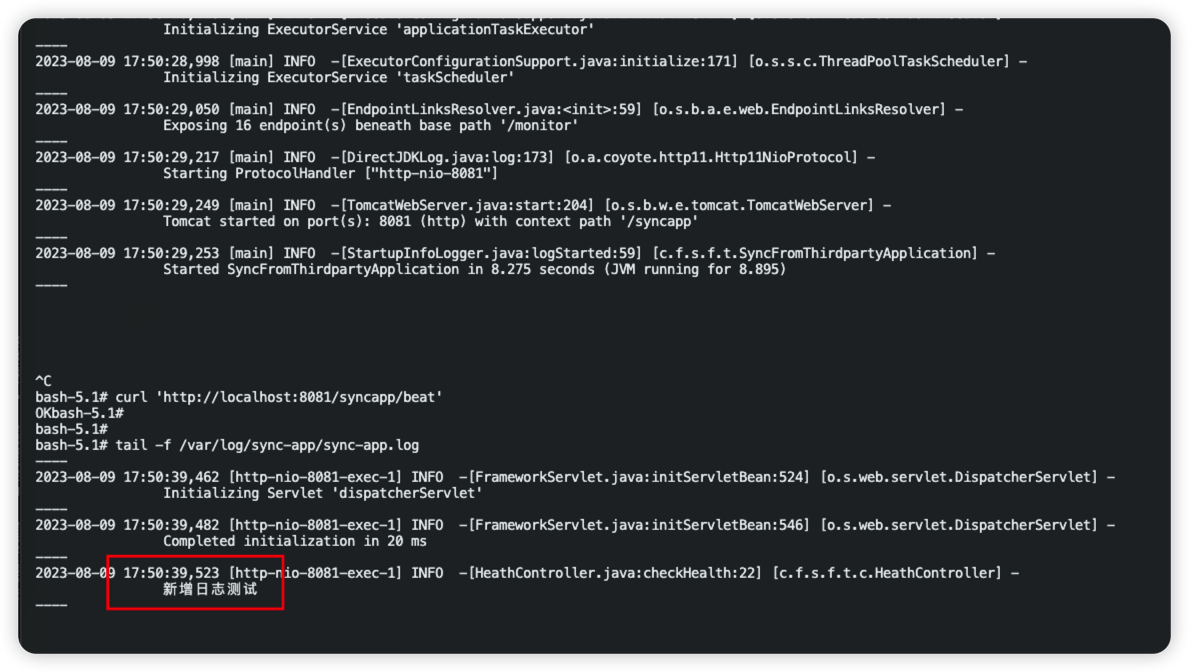 Initializing ExecutorService 'applicationTaskExecutor'
----
2023-08-09 17:50:28,998 [main] INFO  -[ExecutorConfigurationSupport.java:initialize:171] [o.s.s.c.ThreadPoolTaskScheduler] -
Initializing ExecutorService 'taskScheduler'
----
2023-08-09 17:50:29,050 [main] INFO  -[EndpointLinksResolver.java:<init>:59] [o.s.b.a.e.web.EndpointLinksResolver] -
Exposing 16 endpoint(s) beneath base path '/monitor'
----
2023-08-09 17:50:29,217 [main] INFO  -[DirectJDKLog.java:log:173] [o.a.coyote.http11.Http11NioProtocol] -
Starting ProtocolHandler ["http-nio-8081"]
----
2023-08-09 17:50:29,249 [main] INFO  -[TomcatWebServer.java:start:204] [o.s.b.w.e.tomcat.TomcatWebServer] -
Tomcat started on port(s): 8081 (http) with context path '/syncapp'
----
2023-08-09 17:50:29,253 [main] INFO  -[StartupInfoLogger.java:logStarted:59] [c.f.s.f.t.SyncFromThirdpartyApplication] -
Started SyncFromThirdpartyApplication in 8.275 seconds (JVM running for 8.895)
----
^C
bash-5.1# curl 'http://localhost:8081/syncapp/beat'
OKbash-5.1#
bash-5.1#
bash-5.1# tail -f /var/log/sync-app/sync-app.log
----
2023-08-09 17:50:39,462 [http-nio-8081-exec-1] INFO  -[FrameworkServlet.java:initServletBean:524] [o.s.web.servlet.DispatcherServlet] -
Initializing Servlet 'dispatcherServlet'
----
2023-08-09 17:50:39,482 [http-nio-8081-exec-1] INFO  -[FrameworkServlet.java:initServletBean:546] [o.s.web.servlet.DispatcherServlet] -
Completed initialization in 20 ms
----
2023-08-09 17:50:39,523 [http-nio-8081-exec-1] INFO  -[HeathController.java:checkHealth:22] [c.f.s.f.t.c.HeathController] -
新增日志测试
----